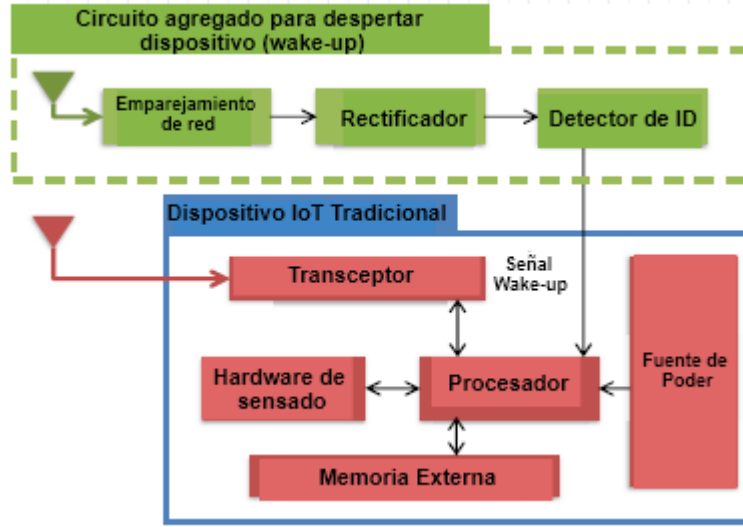 Circuito agregado para despertar
dispositivo (wake-up)
Emparejamiento
de red
Rectificador
Detector de ID
Dispositivo IoT Tradicional
Transceptor
Señal
Wake-up
Hardware de
sensado
Procesador
Fuente de
Poder
Memoria Externa